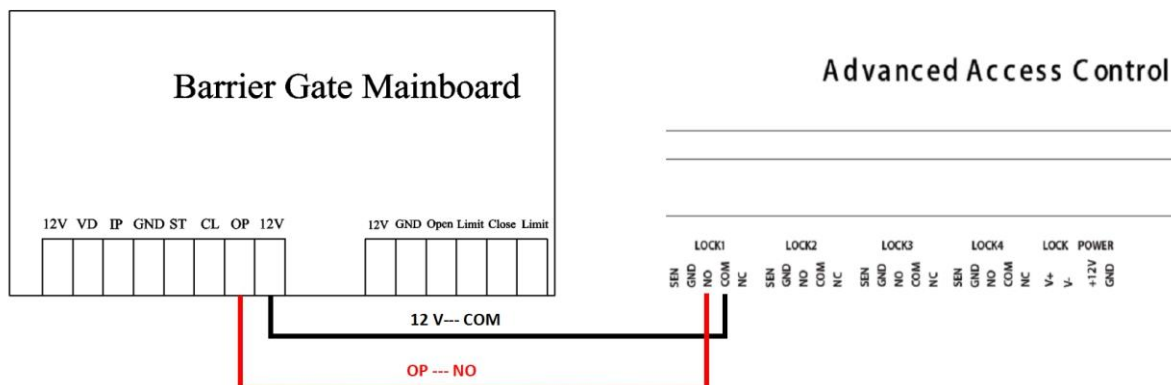 Barrier Gate Mainboard
Advanced Access Control
12V VD IP GND ST CL OP 12V
12V GND Open Limit Close Limit
LOCK1 LOCK2 LOCK3 LOCK4 LOCK POWER
SEN GND NO COM NC SEN GND NO COM NC SEN GND NO COM NC SEN GND NO COM NC V+ V- +12V GND
12 V--- COM
OP --- NO